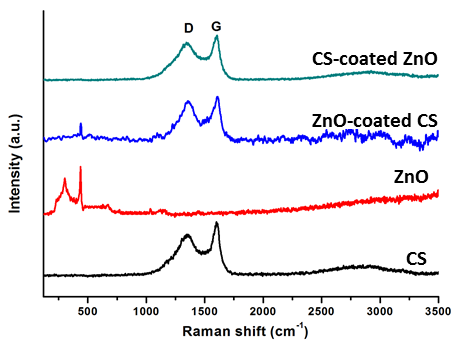 D
G
CS-coated ZnO
ZnO-coated CS
ZnO
CS
Intensity (a.u.)
500 1000 1500 2000 2500 3000 3500
Raman shift (cm⁻¹)